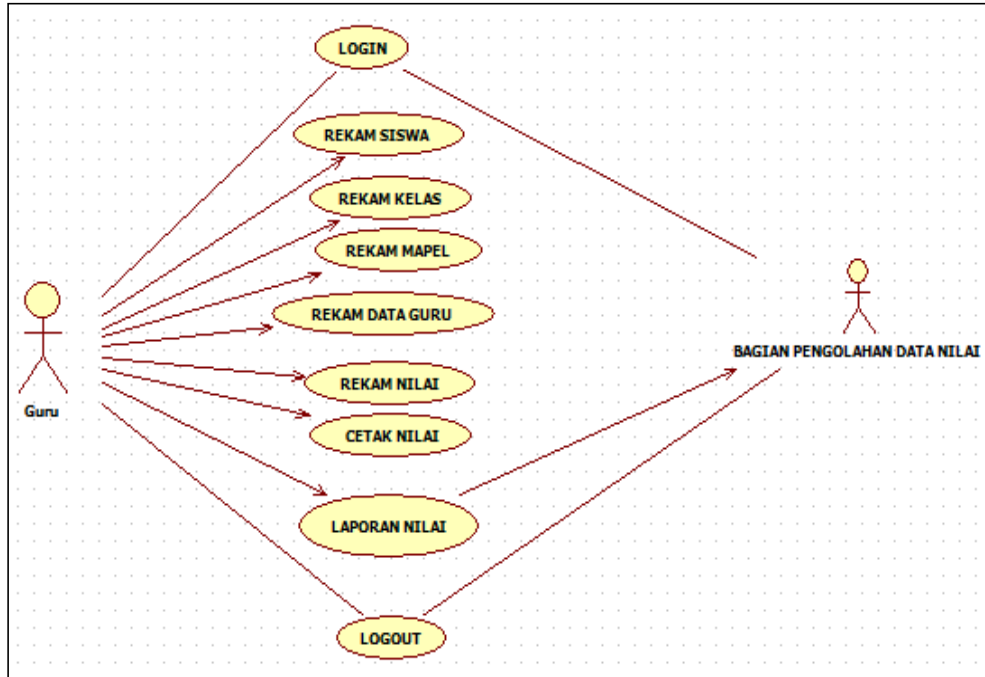 LOGIN
REKAM SISWA
REKAM KELAS
REKAM MAPEL
REKAM DATA GURU
BAGIAN PENGOLAHAN DATA NILAI
REKAM NILAI
Guru
CETAK NILAI
LAPORAN NILAI
LOGOUT